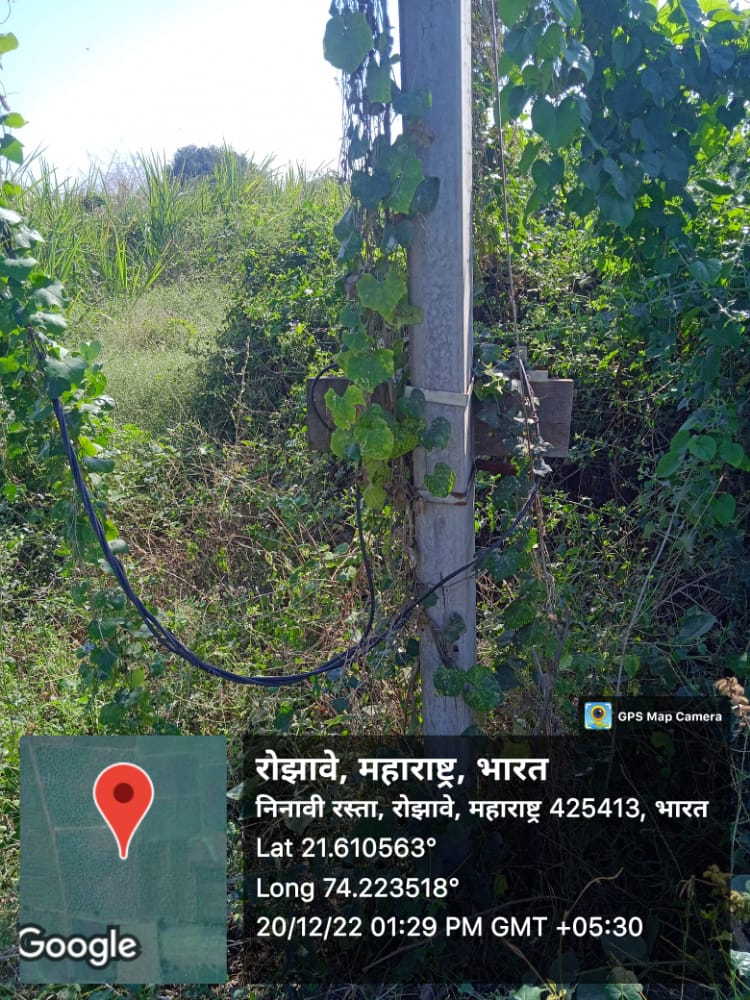 GPS Map Camera
रोझावे, महाराष्ट्र, भारत
निनावी रस्ता, रोझावे, महाराष्ट्र 425413, भारत
Lat 21.610563°
Long 74.223518°
20/12/22 01:29 PM GMT +05:30
Google